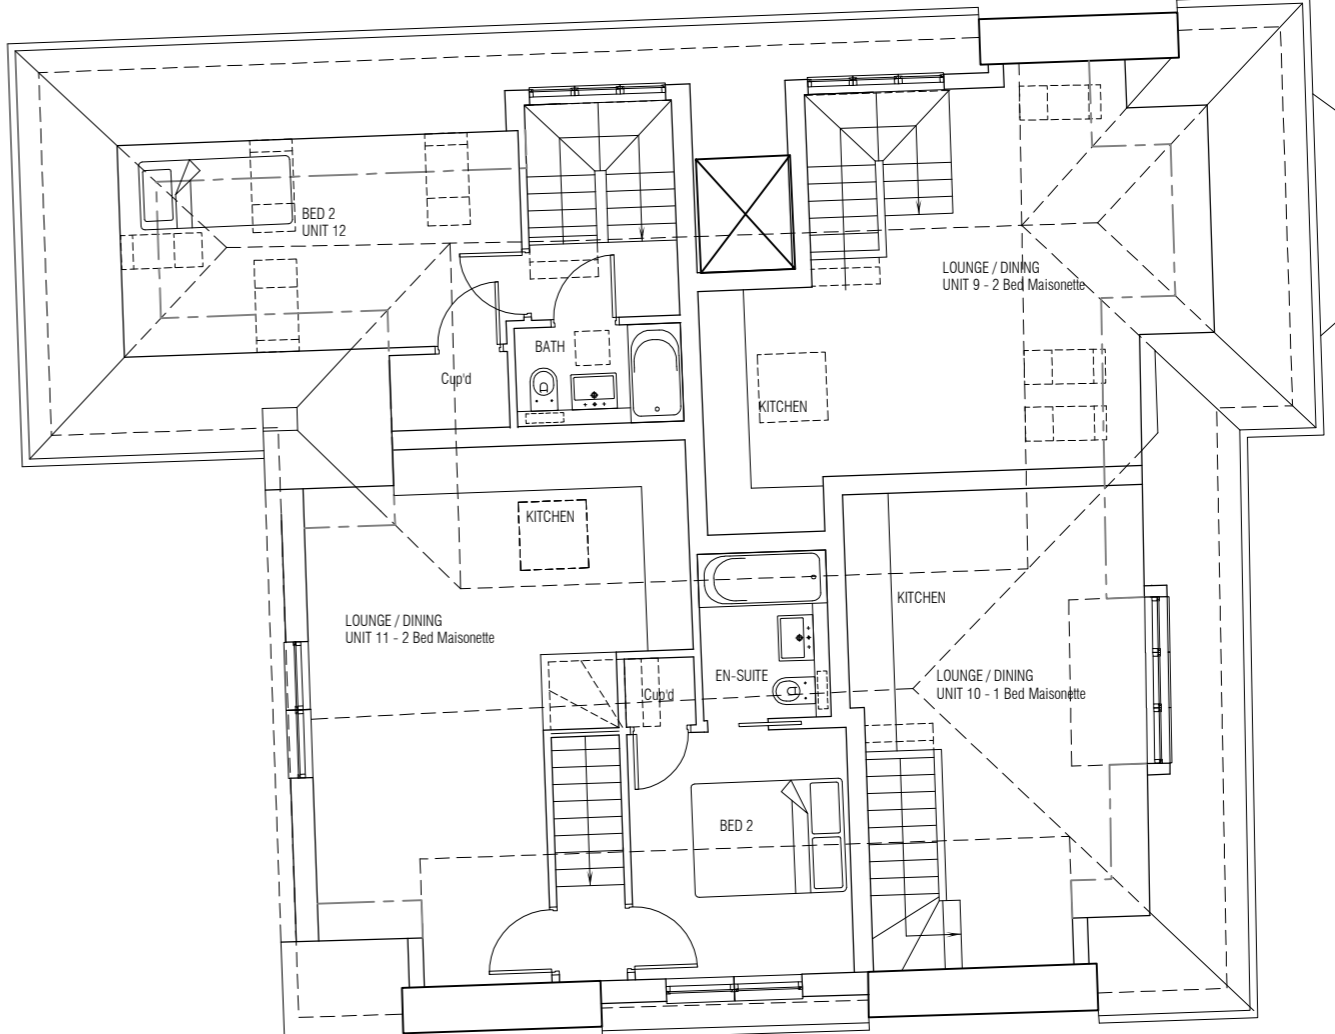 BED 2
UNIT 12
LOUNGE / DINING
UNIT 9 - 2 Bed Maisonette
BATH
Cup'd
KITCHEN
KITCHEN
KITCHEN
LOUNGE / DINING
UNIT 11 - 2 Bed Maisonette
EN-SUITE
LOUNGE / DINING
UNIT 10 - 1 Bed Maisonette
Cup'd
BED 2